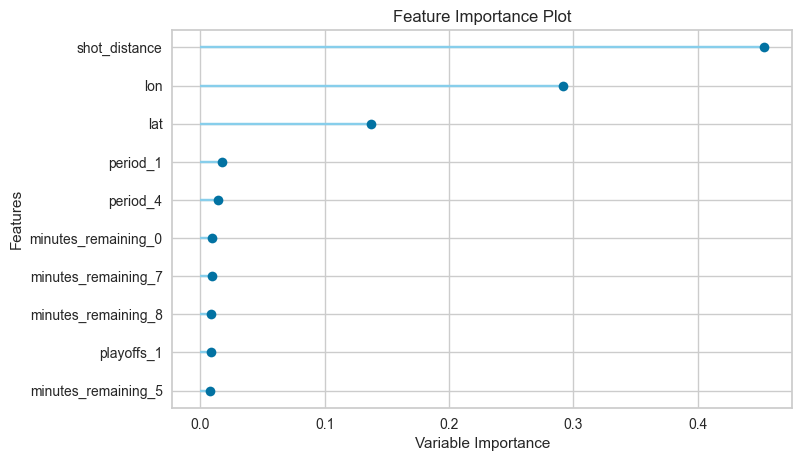 Feature Importance Plot
shot_distance
lon
lat
period_1
period_4
minutes_remaining_0
minutes_remaining_7
minutes_remaining_8
playoffs_1
minutes_remaining_5
Features
0.0 0.1 0.2 0.3 0.4
Variable Importance